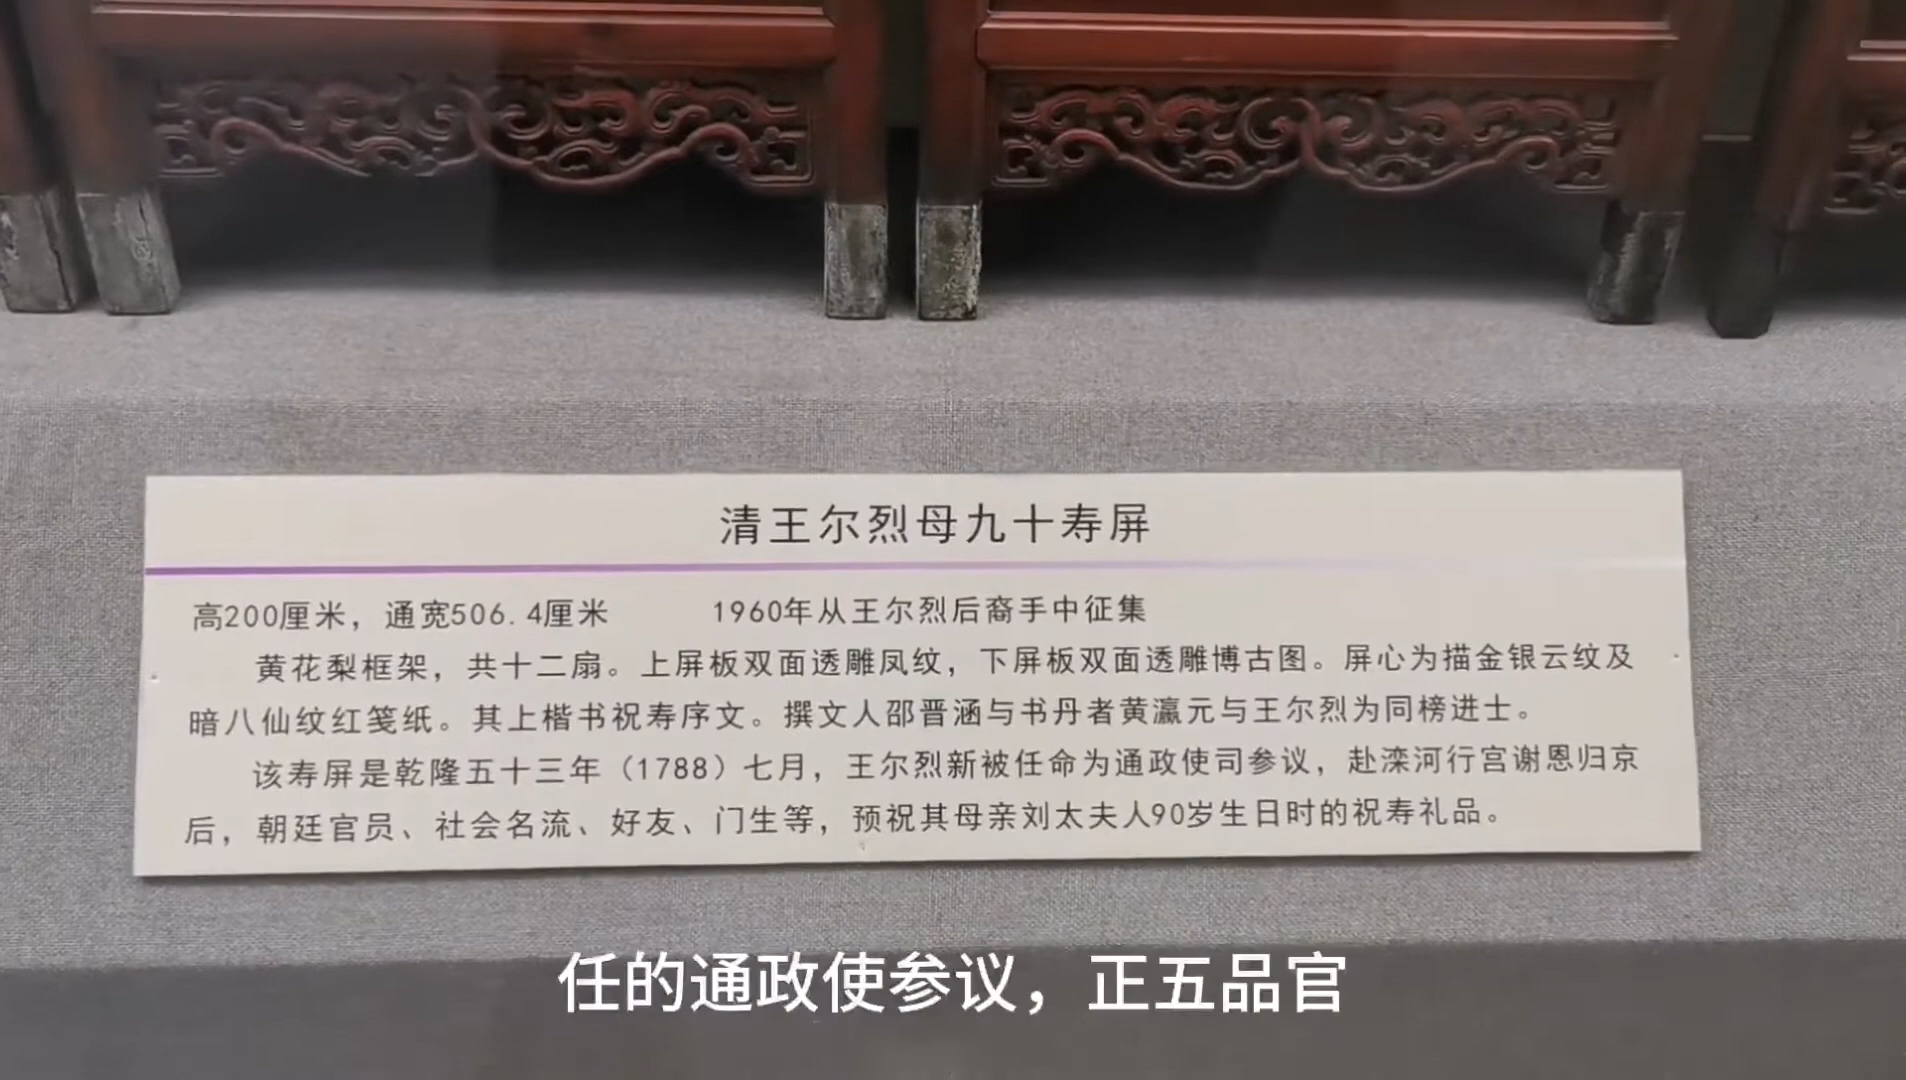 清王尔烈母九十寿屏
高200厘米，通宽506.4厘米 1960年从王尔烈后裔手中征集
黄花梨框架，共十二扇。上屏板双面透雕凤纹，下屏板双面透雕博古图。屏心为描金银云纹及
暗八仙纹红笺纸。其上楷书祝寿序文。撰文人邵晋涵与书丹者黄瀛元与王尔烈为同榜进士。
该寿屏是乾隆五十三年（1788）七月，王尔烈新被任命为通政使司参议，赴滦河行宫谢恩归京
后，朝廷官员、社会名流、好友、门生等，预祝其母亲刘太夫人90岁生日时的祝寿礼品。
任的通政使参议，正五品官